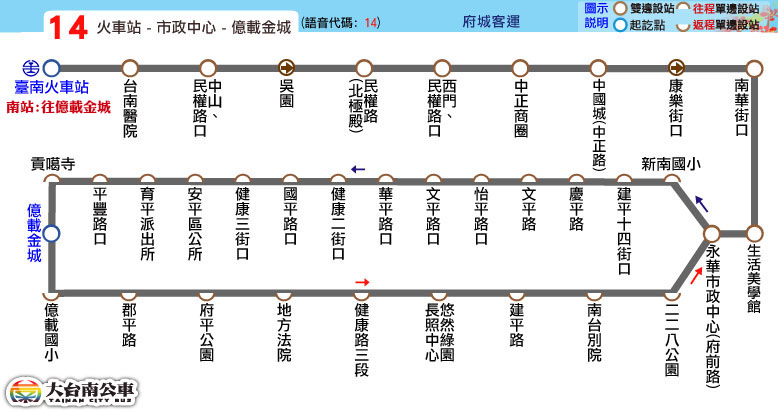 14 火車站 - 市政中心 - 億載金城 (語音代碼: 14) 府城客運
圖示說明 雙邊設站 往程單邊設站
起訖點 返程單邊設站
臺南火車站
南站:往億載金城
台南醫院
中山、民權路口
吳園
民權路(北極殿)
西門、民權路口
中正商圈
中國城(中正路)
康樂街口
南華街口
貢噶寺
平豐路口
育平派出所
安平區公所
健康三街口
國平路口
健康二街口
華平路口
文平路口
怡平路口
文平路
慶平路
建平十四街口
新南國小
億載金城
永華市政中心(府前路)
生活美學館
億載國小
郡平路
府平公園
地方法院
健康路三段
悠然綠園長照中心
建平路
南台別院
二二八公園
大台南公車
TAINAN CITY BUS